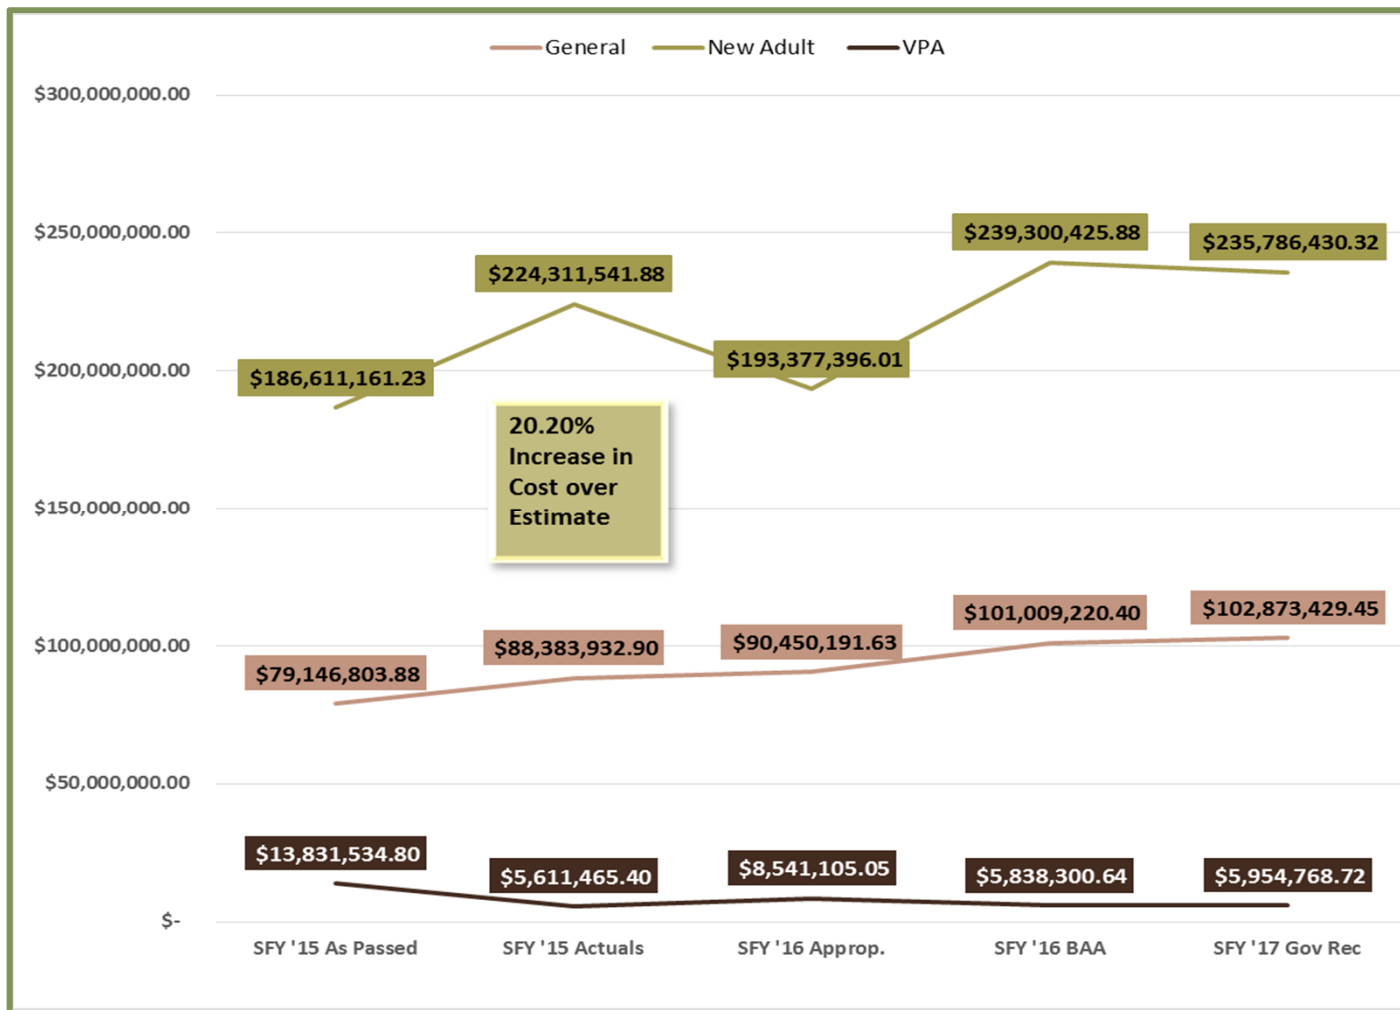 General New Adult VPA
$300,000,000.00
$250,000,000.00
$200,000,000.00
$150,000,000.00
$100,000,000.00
$50,000,000.00
$-
$186,611,161.23 $224,311,541.88 $193,377,396.01 $239,300,425.88 $235,786,430.32
20.20%
Increase in
Cost over
Estimate
$79,146,803.88 $88,383,932.90 $90,450,191.63 $101,009,220.40 $102,873,429.45
$13,831,534.80 $5,611,465.40 $8,541,105.05 $5,838,300.64 $5,954,768.72
SFY '15 As Passed SFY '15 Actuals SFY '16 Approp. SFY '16 BAA SFY '17 Gov Rec